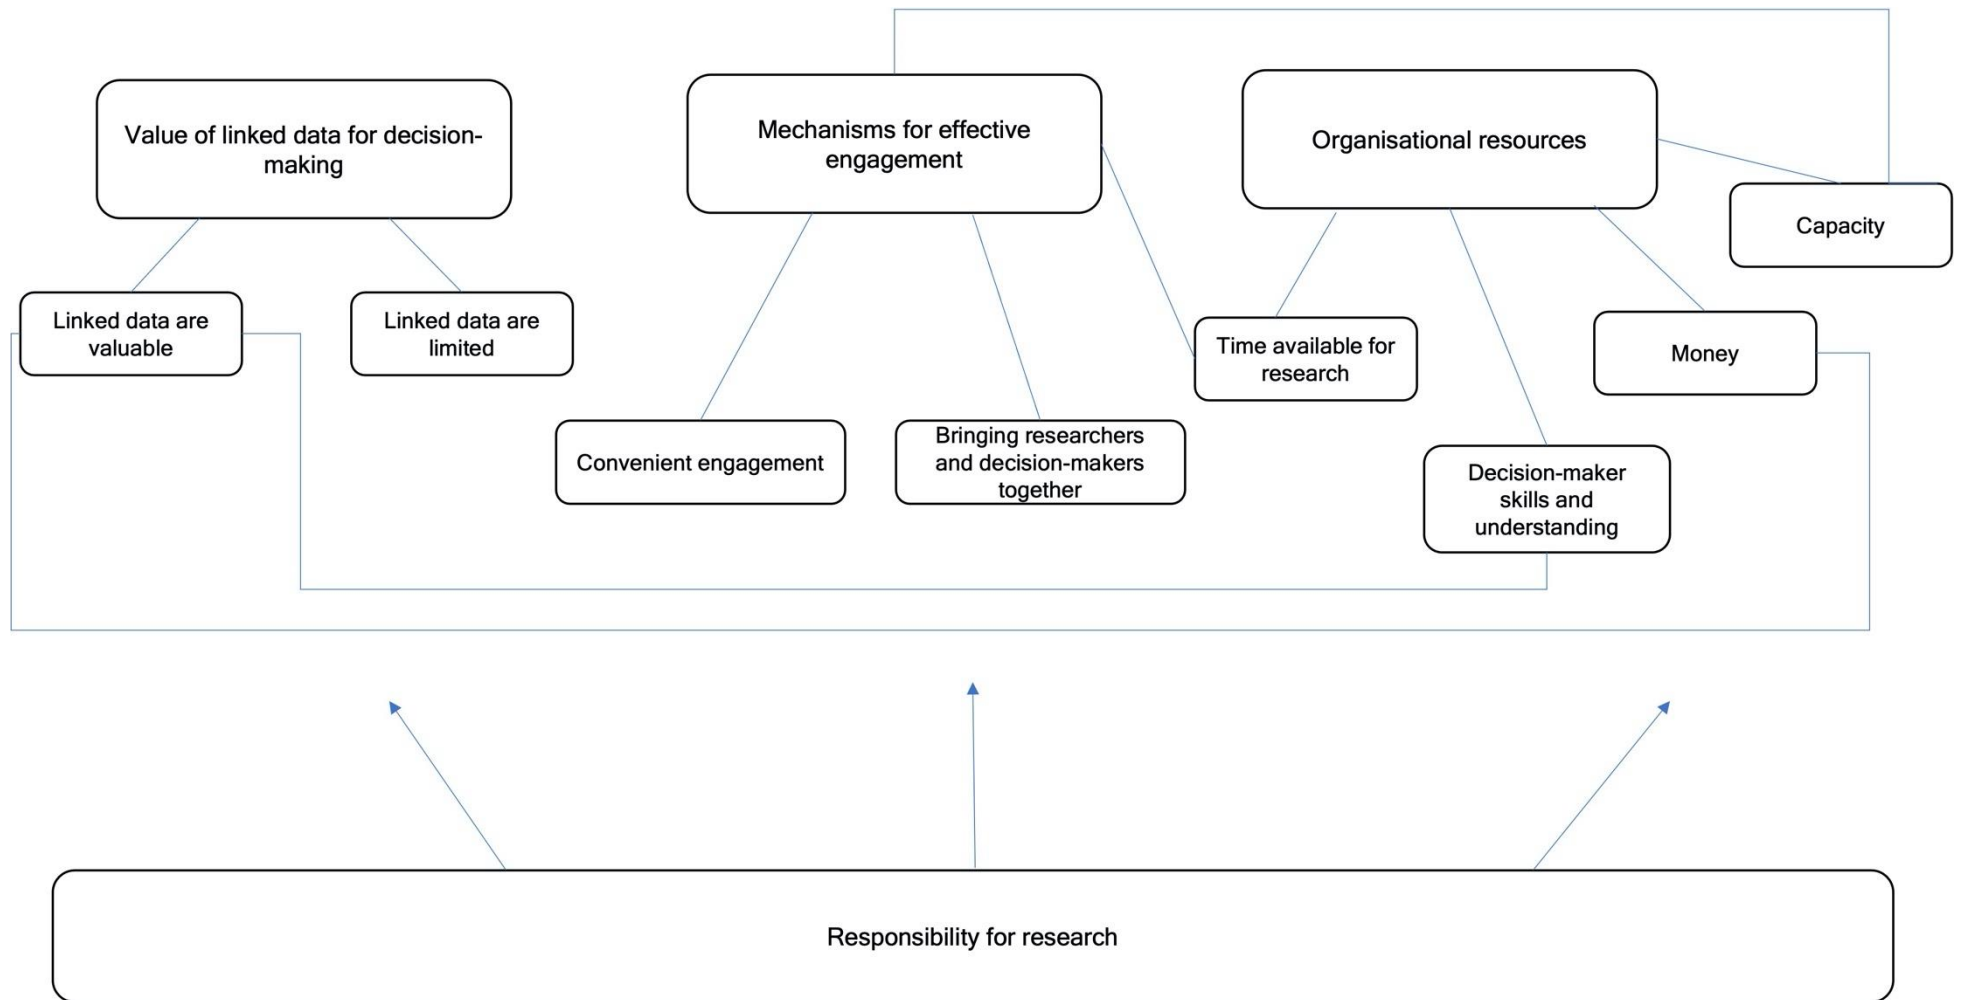 Value of linked data for decision-
making
Mechanisms for effective
engagement
Organisational resources
Capacity
Linked data are
valuable
Linked data are
limited
Time available for
research
Money
Convenient engagement
Bringing researchers
and decision-makers
together
Decision-maker
skills and
understanding
Responsibility for research